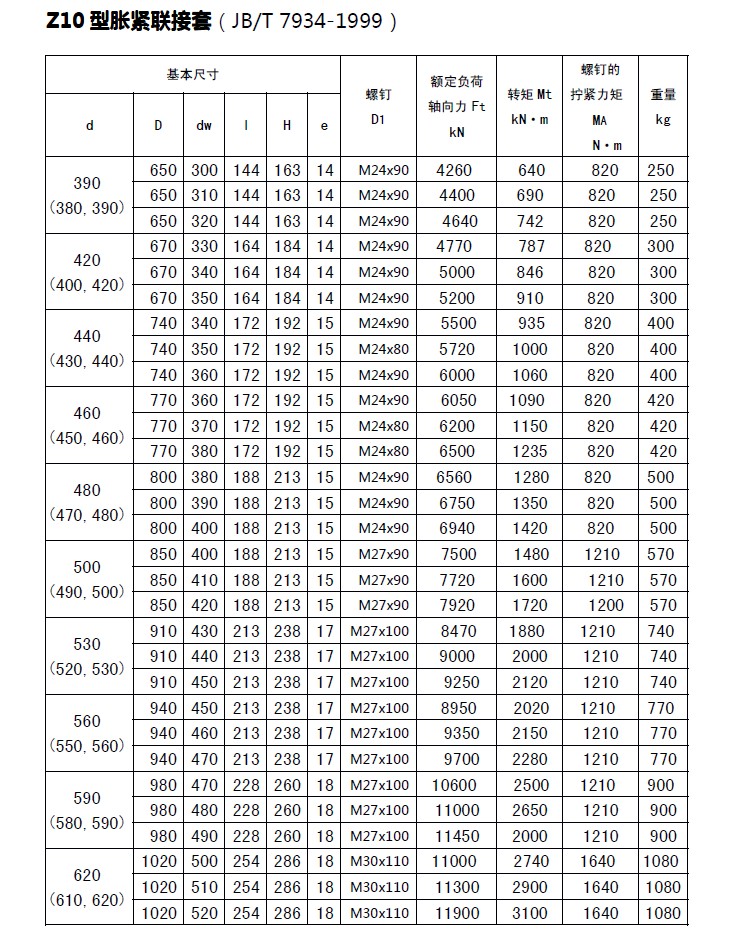 Z10 型胀紧联接套（JB/T 7934-1999）
基本尺寸 螺钉 D1 额定负荷 轴向力 Ft kN 转矩 Mt kN·m 螺钉的 拧紧力矩 MA N·m 重量 kg
d D dw l H e
390 (380, 390)
650 300 144 163 14 M24x90 4260 640 820 250
650 310 144 163 14 M24x90 4400 690 820 250
650 320 144 163 14 M24x90 4640 742 820 250
420 (400, 420)
670 330 164 184 14 M24x90 4770 787 820 300
670 340 164 184 14 M24x90 5000 846 820 300
670 350 164 184 14 M24x90 5200 910 820 300
440 (430, 440)
740 340 172 192 15 M24x90 5500 935 820 400
740 350 172 192 15 M24x80 5720 1000 820 400
740 360 172 192 15 M24x90 6000 1060 820 400
460 (450, 460)
770 360 172 192 15 M24x90 6050 1090 820 420
770 370 172 192 15 M24x80 6200 1150 820 420
770 380 172 192 15 M24x80 6500 1235 820 420
480 (470, 480)
800 380 188 213 15 M24x90 6560 1280 820 500
800 390 188 213 15 M24x90 6750 1350 820 500
800 400 188 213 15 M24x90 6940 1420 820 500
500 (490, 500)
850 400 188 213 15 M27x90 7500 1480 1210 570
850 410 188 213 15 M27x90 7720 1600 1210 570
850 420 188 213 15 M27x90 7920 1720 1200 570
530 (520, 530)
910 430 213 238 17 M27x100 8470 1880 1210 740
910 440 213 238 17 M27x100 9000 2000 1210 740
910 450 213 238 17 M27x100 9250 2120 1210 740
560 (550, 560)
940 450 213 238 17 M27x100 8950 2020 1210 770
940 460 213 238 17 M27x100 9350 2150 1210 770
940 470 213 238 17 M27x100 9700 2280 1210 770
590 (580, 590)
980 470 228 260 18 M27x100 10600 2500 1210 900
980 480 228 260 18 M27x100 11000 2650 1210 900
980 490 228 260 18 M27x100 11450 2000 1210 900
620 (610, 620)
1020 500 254 286 18 M30x110 11000 2740 1640 1080
1020 510 254 286 18 M30x110 11300 2900 1640 1080
1020 520 254 286 18 M30x110 11900 3100 1640 1080